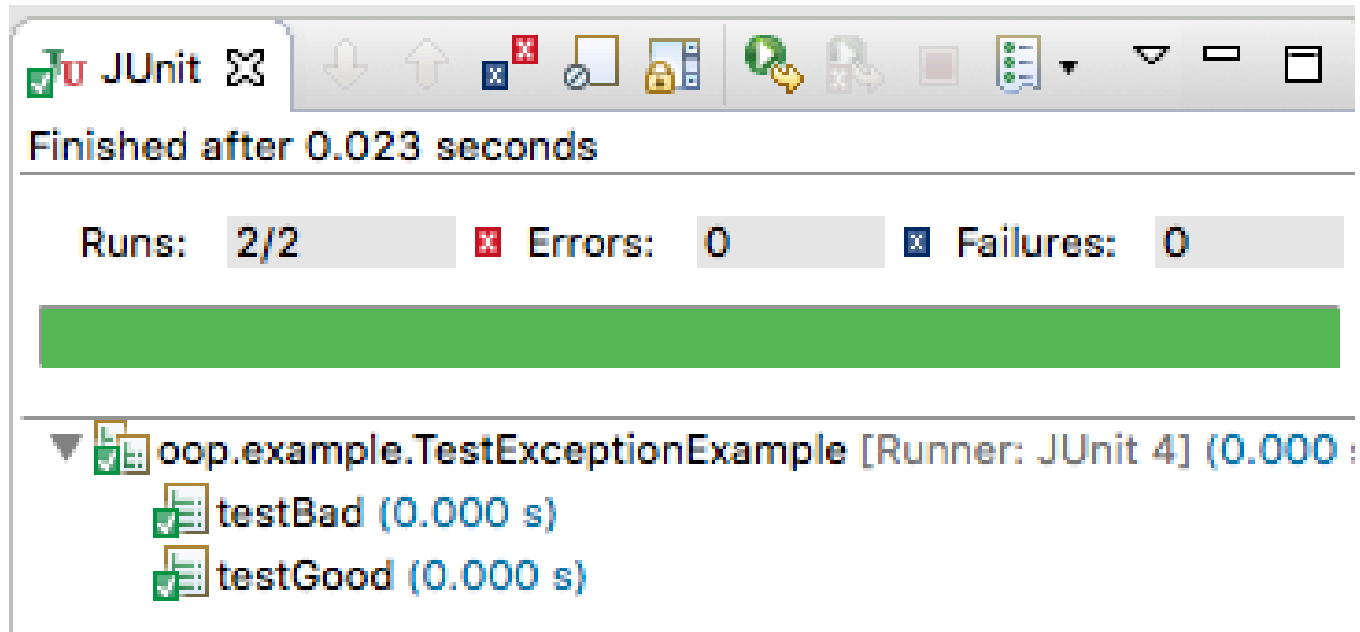 JUnit
Finished after 0.023 seconds
Runs: 2/2 Errors: 0 Failures: 0
oop.example.TestExceptionExample [Runner: JUnit 4] (0.000 s
testBad (0.000 s)
testGood (0.000 s)